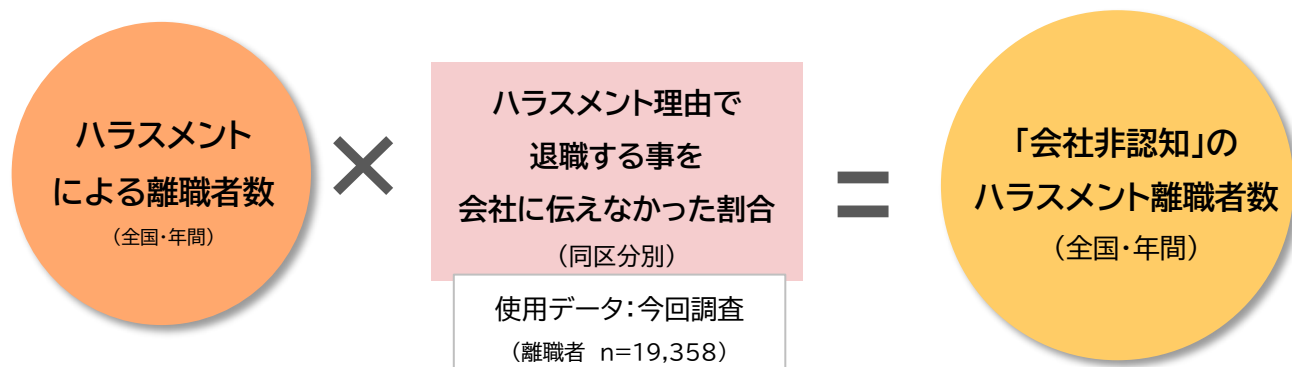 ハラスメント
による離職者数
（全国・年間）
×
ハラスメント理由で
退職する事を
会社に伝えなかった割合
（同区分別）
使用データ：今回調査
（離職者 n=19,358）
＝
「会社非認知」の
ハラスメント離職者数
（全国・年間）